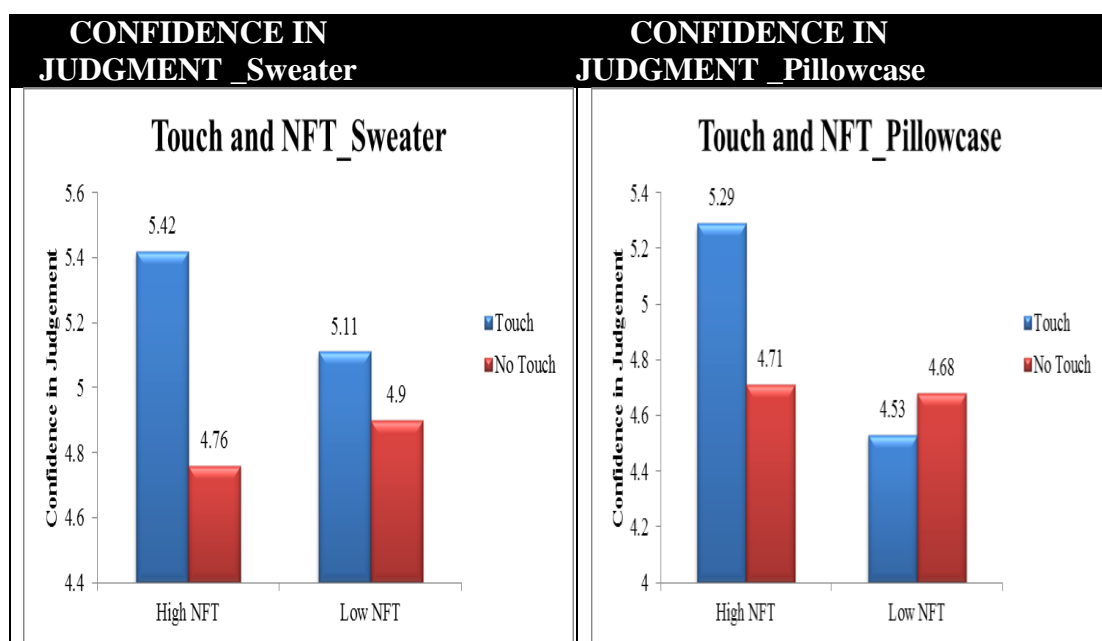 CONFIDENCE IN
JUDGMENT _Sweater
CONFIDENCE IN
JUDGMENT _Pillowcase
Touch and NFT_Sweater
Confidence in Judgement
5.6
5.4
5.2
5
4.8
4.6
4.4
5.42
4.76
5.11
4.9
High NFT
Low NFT
Touch
No Touch
Touch and NFT_Pillowcase
Confidence in Judgement
5.4
5.2
5
4.8
4.6
4.4
4.2
4
5.29
4.71
4.53
4.68
High NFT
Low NFT
Touch
No Touch